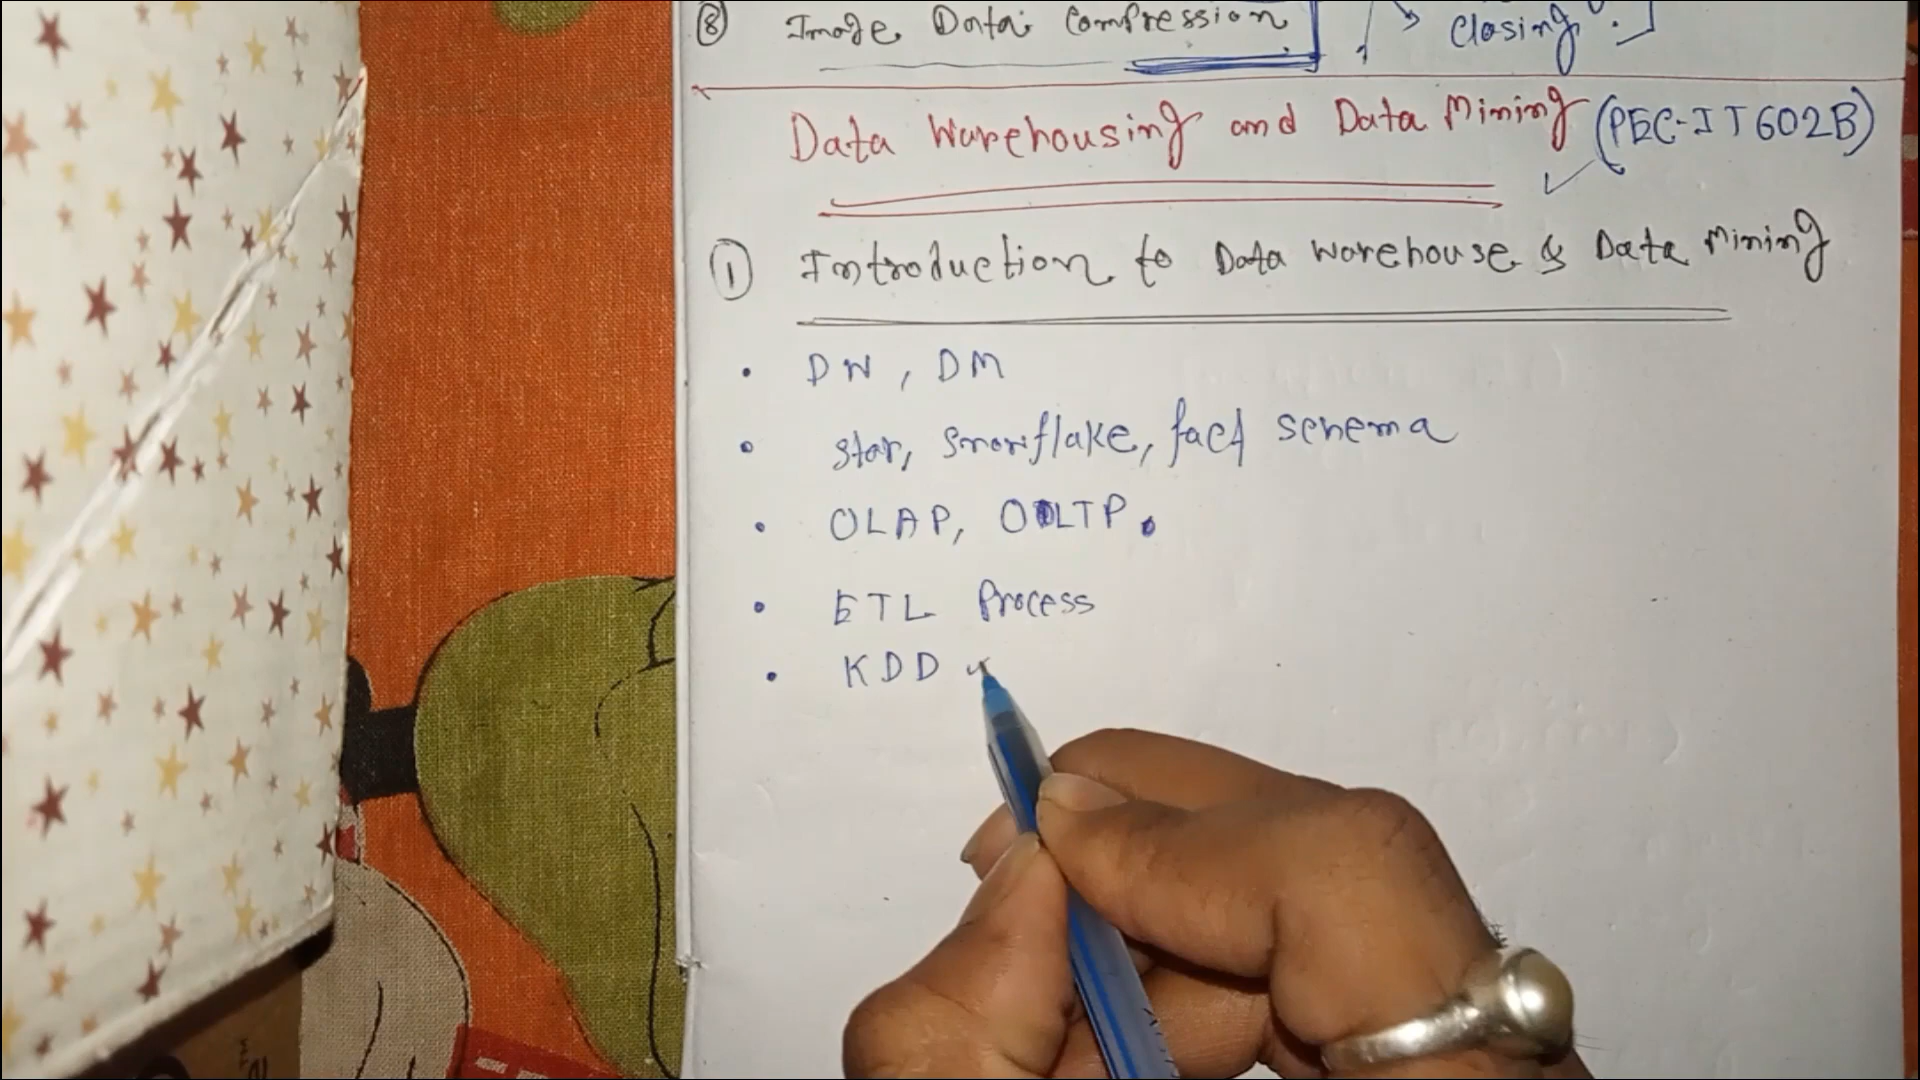 ⑧ Image Data Compression
Closing.]
Data Warehousing and Data Mining (PEC-IT602B)
① Introduction to Data Warehouse & Data Mining
• DW, DM
• star, snowflake, fact schema
• OLAP, OLTP.
• ETL Process
• KDD